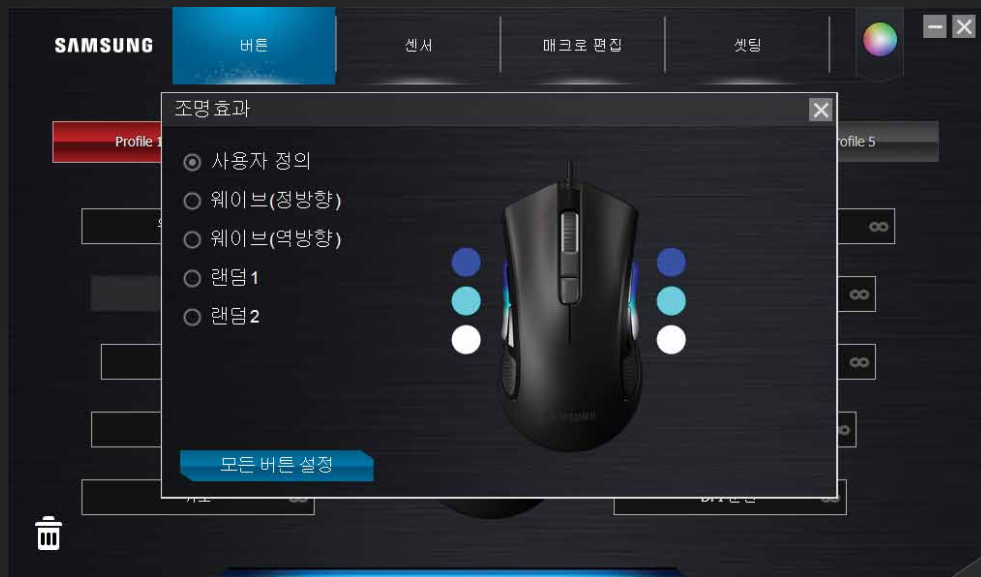 SAMSUNG
버튼
센서
매크로 편집
셋팅
조명 효과
Profile 1
사용자 정의
웨이브(정방향)
웨이브(역방향)
랜덤1
랜덤2
SAMSUNG
모든 버튼 설정